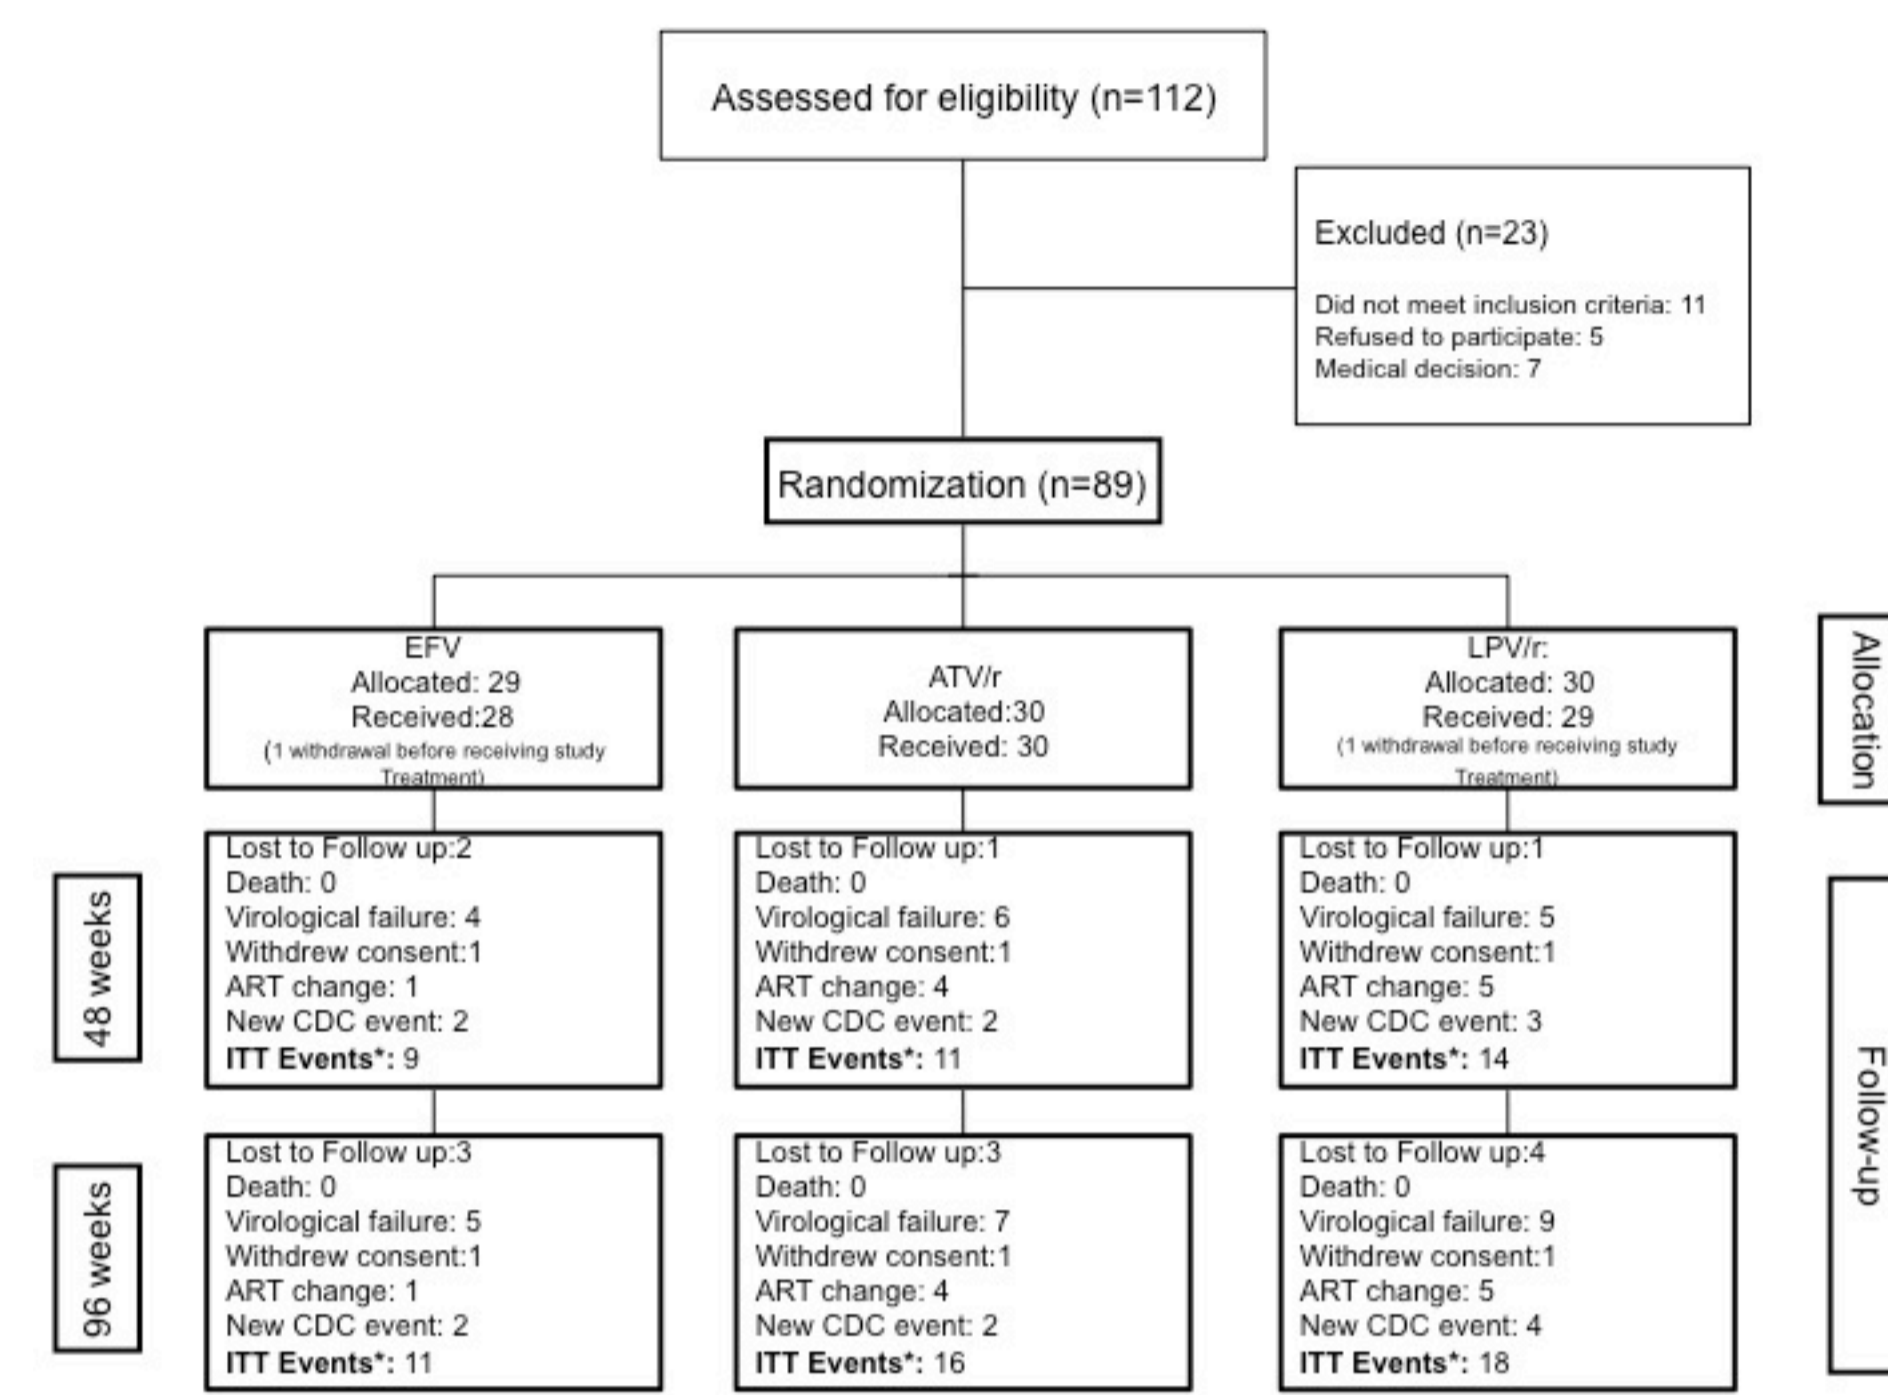 Assessed for eligibility (n=112)
Excluded (n=23)
Did not meet inclusion criteria: 11
Refused to participate: 5
Medical decision: 7
Randomization (n=89)
EFV
Allocated: 29
Received:28
(1 withdrawal before receiving study
Treatment)
ATV/r
Allocated:30
Received: 30
LPV/r:
Allocated: 30
Received: 29
(1 withdrawal before receiving study
Treatment)
Allocation
48 weeks
Lost to Follow up:2
Death: 0
Virological failure: 4
Withdrew consent:1
ART change: 1
New CDC event: 2
ITT Events*: 9
Lost to Follow up:1
Death: 0
Virological failure: 6
Withdrew consent:1
ART change: 4
New CDC event: 2
ITT Events*: 11
Lost to Follow up:1
Death: 0
Virological failure: 5
Withdrew consent:1
ART change: 5
New CDC event: 3
ITT Events*: 14
Follow-up
96 weeks
Lost to Follow up:3
Death: 0
Virological failure: 5
Withdrew consent:1
ART change: 1
New CDC event: 2
ITT Events*: 11
Lost to Follow up:3
Death: 0
Virological failure: 7
Withdrew consent:1
ART change: 4
New CDC event: 2
ITT Events*: 16
Lost to Follow up:4
Death: 0
Virological failure: 9
Withdrew consent:1
ART change: 5
New CDC event: 4
ITT Events*: 18